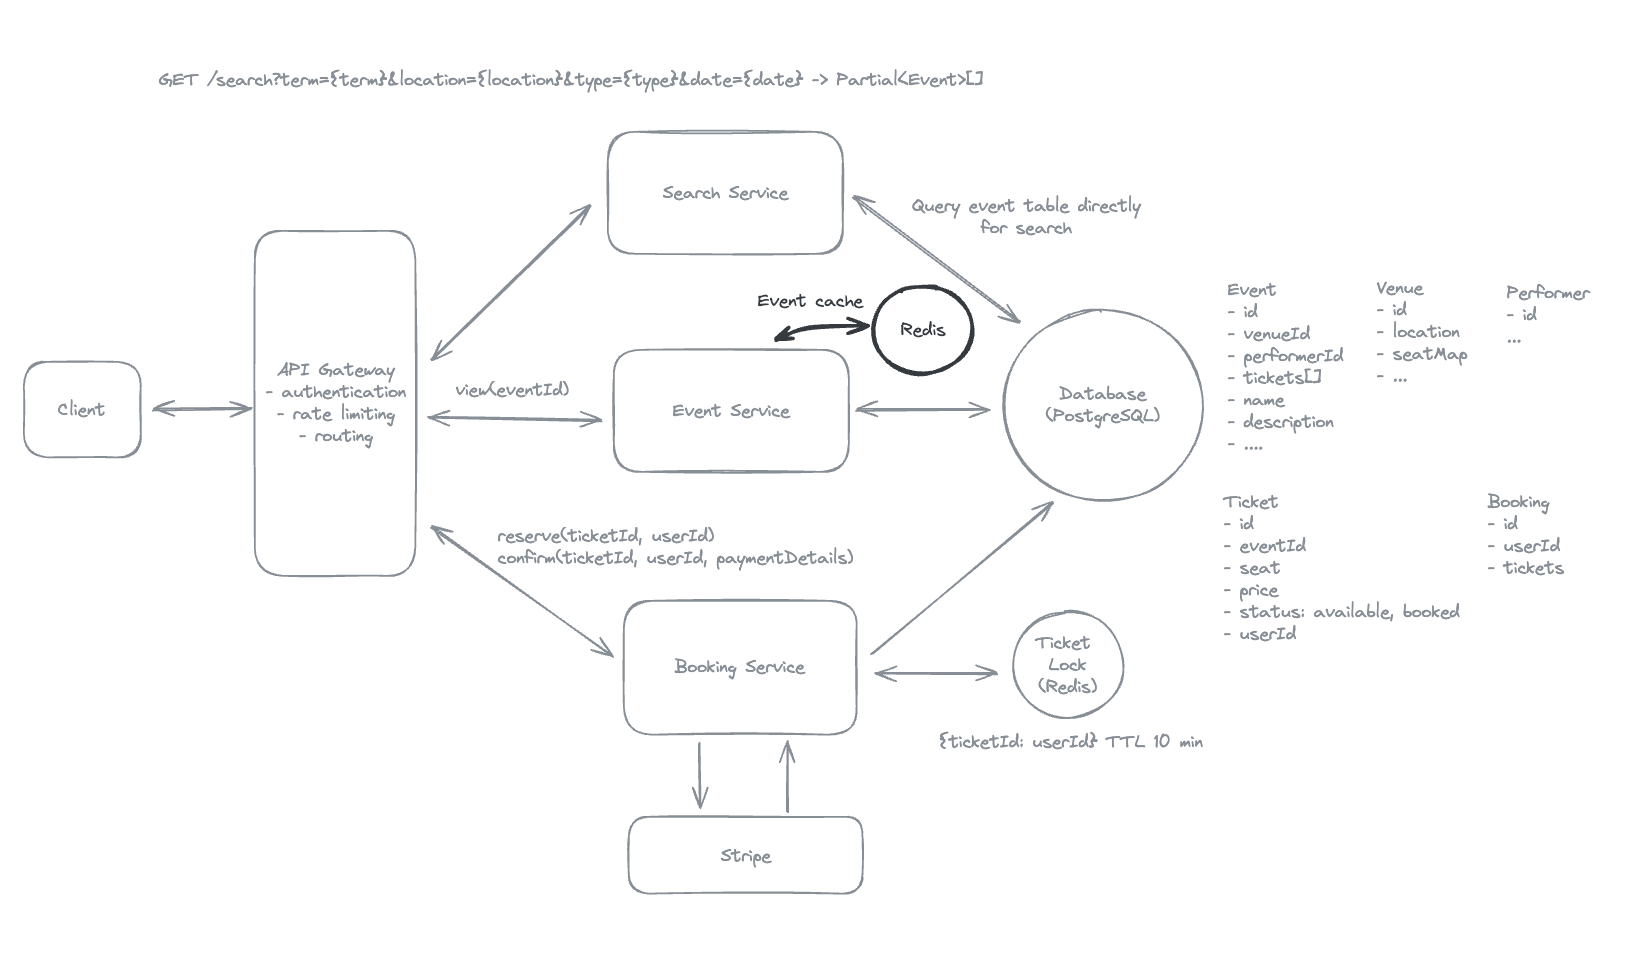 GET /search?term={term}&location={location}&type={type}&date={date} -> Partial<Event>[]
Search Service
Query event table directly
for search
Event cache
Redis
API Gateway
- authentication
- rate limiting
- routing
Client
view(eventId)
Event Service
Database
(PostgreSQL)
Event
- id
- venueId
- performerId
- tickets[]
- name
- description
- ....
Venue
- id
- location
- seatMap
- ...
Performer
- id
...
reserve(ticketId, userId)
confirm(ticketId, userId, paymentDetails)
Booking Service
Ticket
Lock
(Redis)
{ticketId: userId} TTL 10 min
Ticket
- id
- eventId
- seat
- price
- status: available, booked
- userId
Booking
- id
- userId
- tickets
Stripe